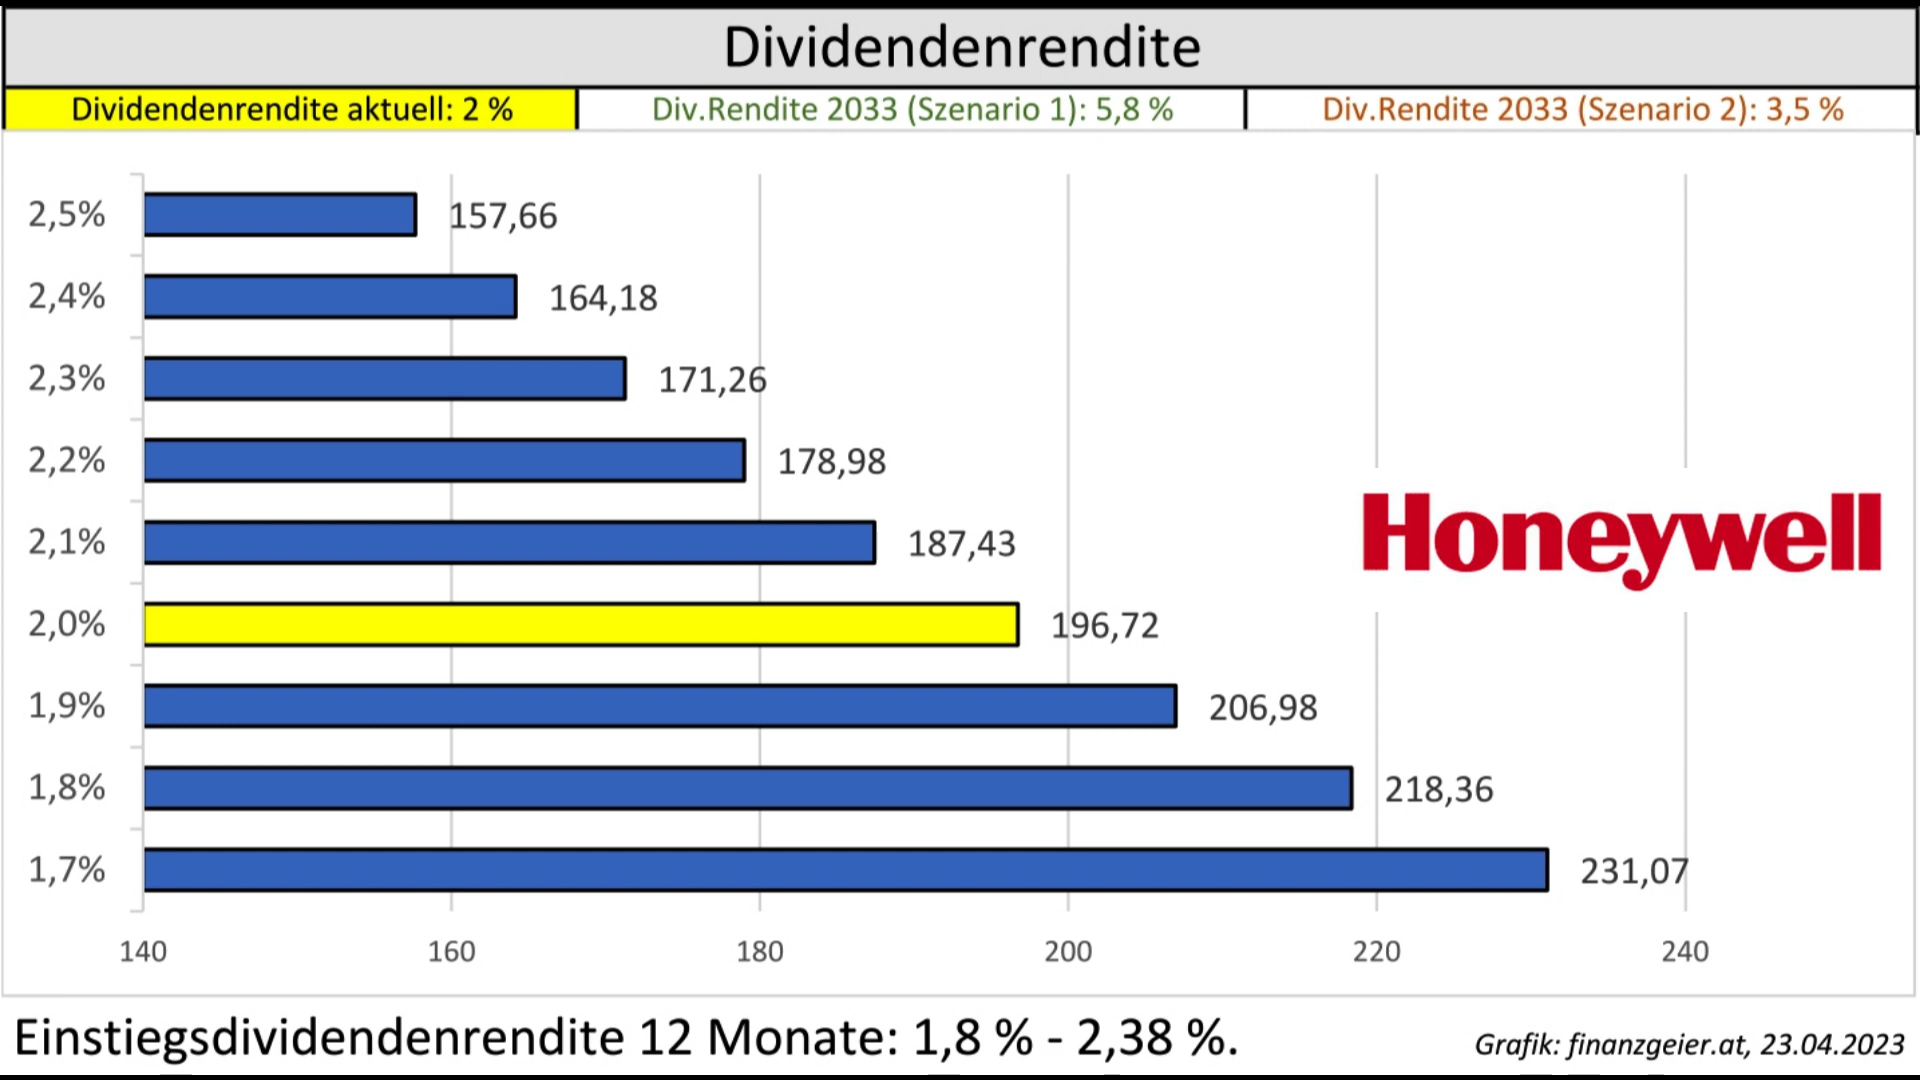 Dividendenrendite
Dividendenrendite aktuell: 2 %
Div.Rendite 2033 (Szenario 1): 5,8 %
Div.Rendite 2033 (Szenario 2): 3,5 %
2,5% 157,66
2,4% 164,18
2,3% 171,26
2,2% 178,98
2,1% 187,43
Honeywell
2,0% 196,72
1,9% 206,98
1,8% 218,36
1,7% 231,07
140 160 180 200 220 240
Einstiegsdividendenrendite 12 Monate: 1,8 % - 2,38 %.
Grafik: finanzgeier.at, 23.04.2023